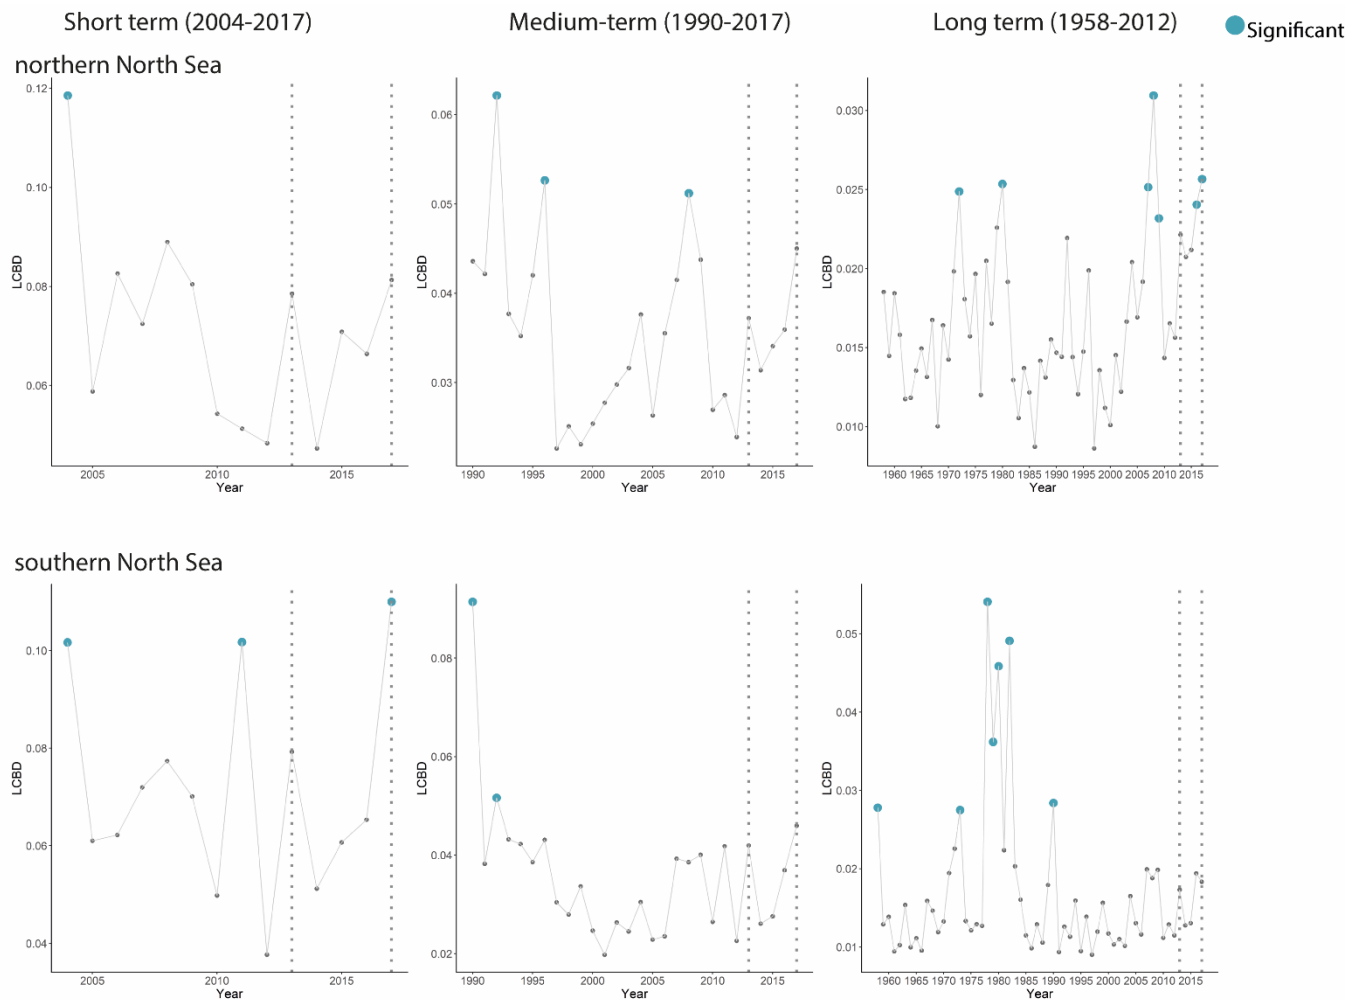 Short term (2004-2017) Medium-term (1990-2017) Long term (1958-2012) Significant
northern North Sea
0.12
0.10
0.08
0.06
LCBD
2005 2010 2015
Year
0.06
0.05
0.04
0.03
LCBD
1990 1995 2000 2005 2010 2015
Year
0.030
0.025
0.020
0.015
0.010
LCBD
1960 1965 1970 1975 1980 1985 1990 1995 2000 2005 2010 2015
Year
southern North Sea
0.10
0.08
0.06
0.04
LCBD
2005 2010 2015
Year
0.08
0.06
0.04
0.02
LCBD
1990 1995 2000 2005 2010 2015
Year
0.05
0.04
0.03
0.02
0.01
LCBD
1960 1965 1970 1975 1980 1985 1990 1995 2000 2005 2010 2015
Year